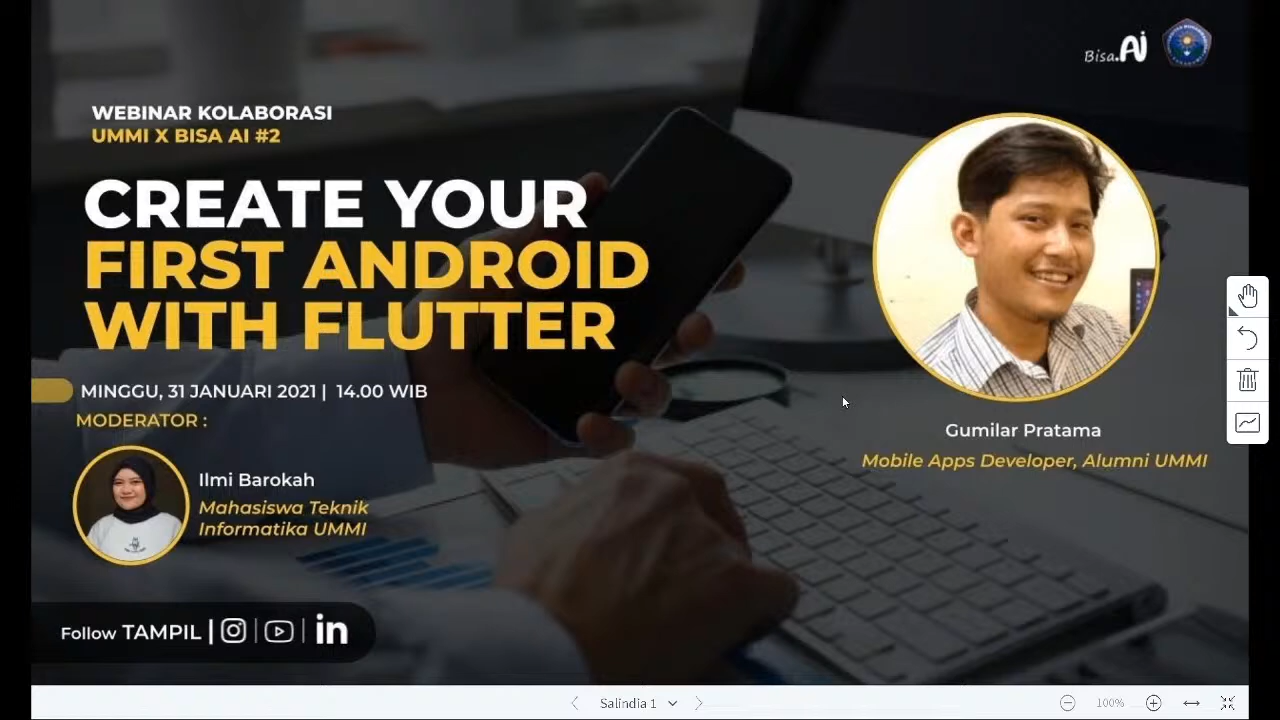 Bisa.AI
WEBINAR KOLABORASI
UMMI X BISA AI #2
CREATE YOUR
FIRST ANDROID
WITH FLUTTER
MINGGU, 31 JANUARI 2021 | 14.00 WIB
MODERATOR :
Ilmi Barokah
Mahasiswa Teknik
Informatika UMMI
Gumilar Pratama
Mobile Apps Developer, Alumni UMMI
Follow TAMPIL | in
Salindia 1
100%